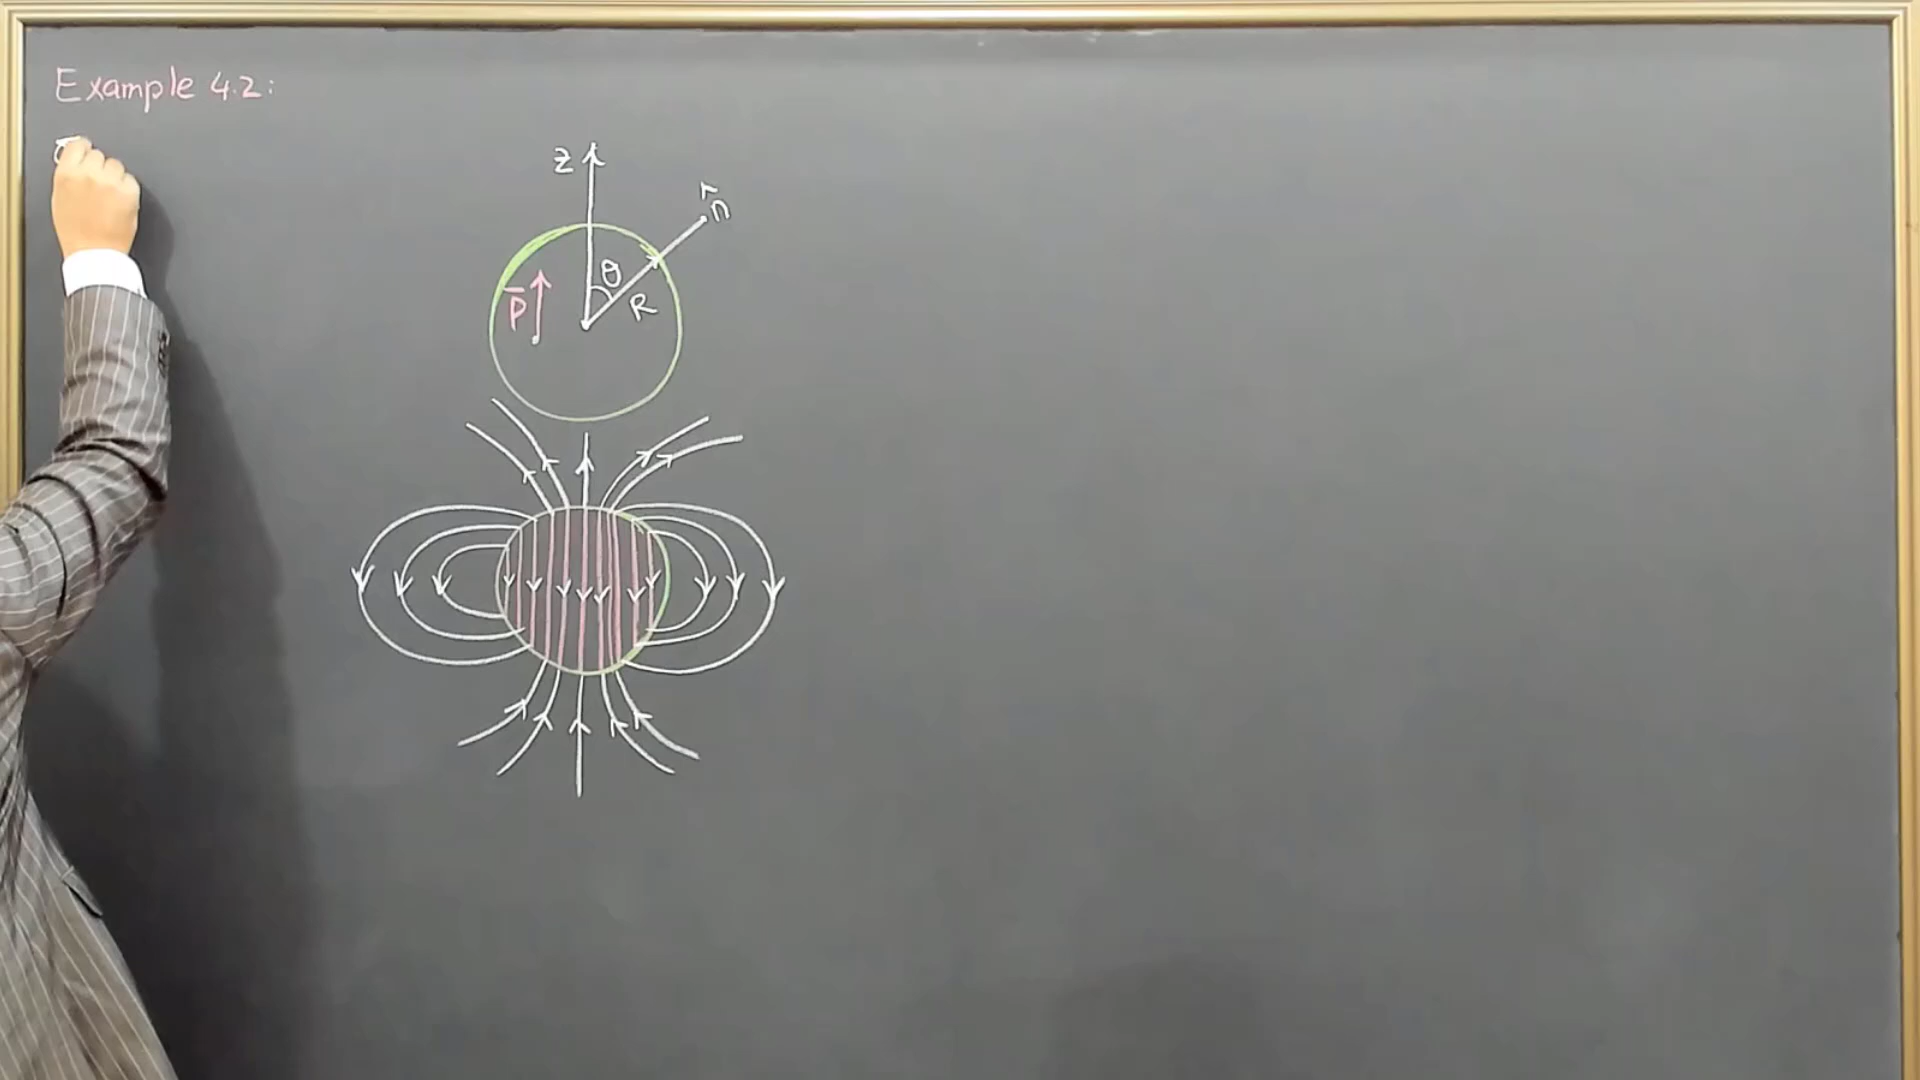 Example 4.2:
z
n̂
θ
P̄
R